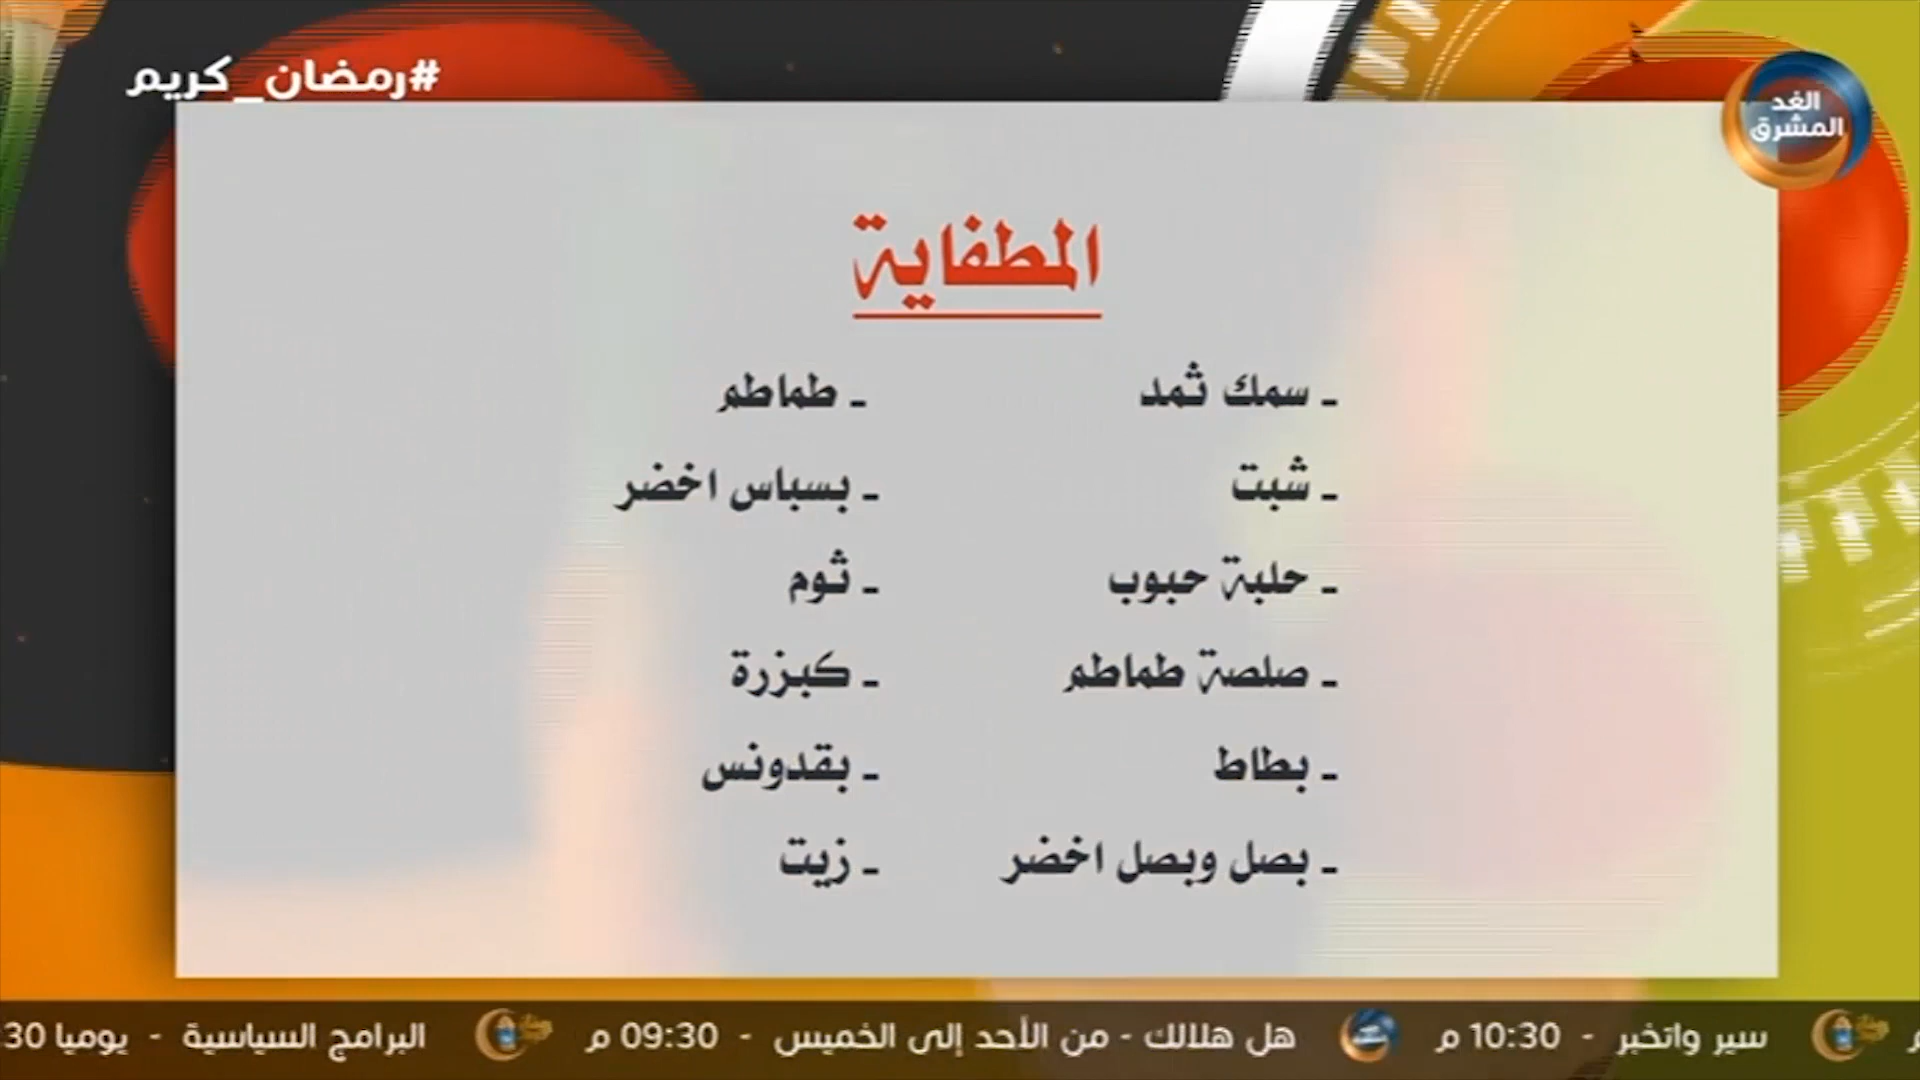 #رمضان_كريم
الغد
المشرق
المطفاية
ـ سمك ثمد
ـ شبت
ـ حلبة حبوب
ـ صلصة طماطم
ـ بطاط
ـ بصل وبصل اخضر
ـ طماطم
ـ بسباس اخضر
ـ ثوم
ـ كبزرة
ـ بقدونس
ـ زيت
م سير واتخبر - 10:30 م هل هلالك - من الأحد إلى الخميس - 09:30 م البرامج السياسية - يوميا 30: